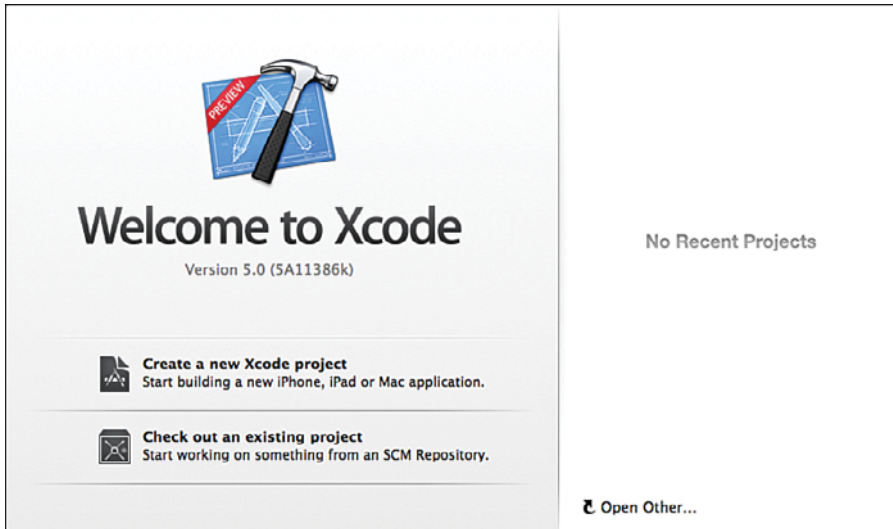 PREVIEW
Welcome to Xcode
Version 5.0 (5A11386k)
Create a new Xcode project
Start building a new iPhone, iPad or Mac application.
Check out an existing project
Start working on something from an SCM Repository.
No Recent Projects
Open Other...